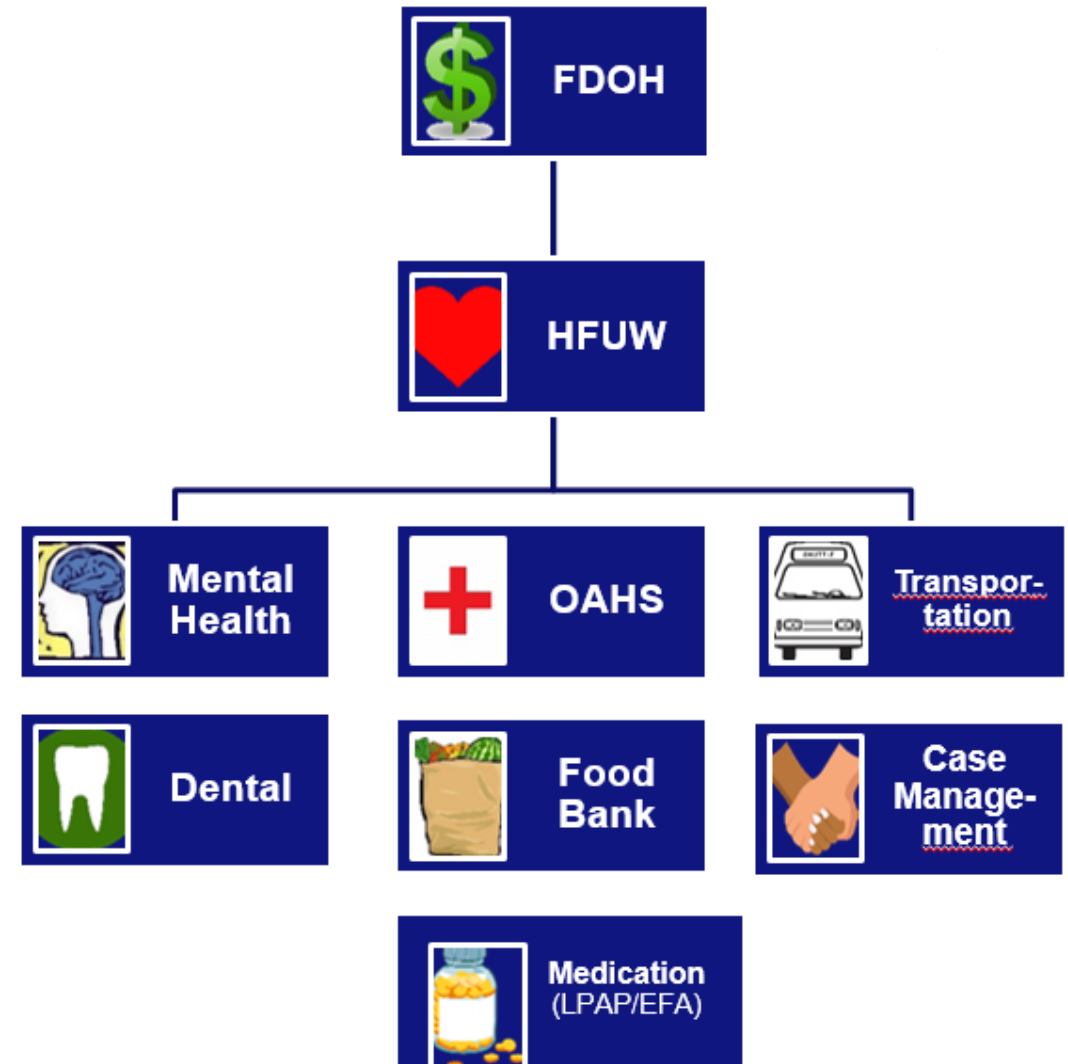 FDOH
HFUW
Mental
Health
OAHS
Transpor-
tation
Dental
Food
Bank
Case
Manage-
ment
Medication
(LPAP/EFA)